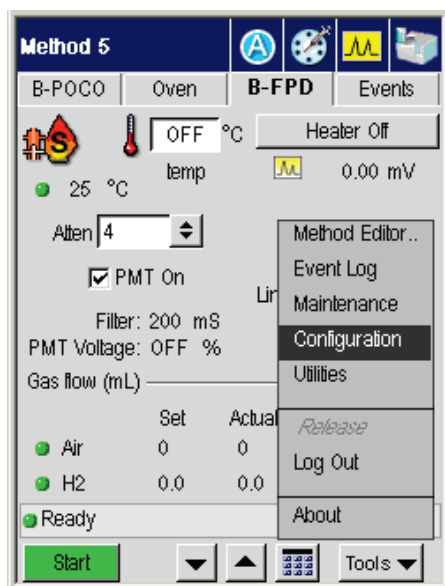 Method 5
A
B-POCO Oven B-FPD Events
S OFF °C Heater Off
temp 0.00 mV
25 °C
Atten 4
PMT On
Filter: 200 mS
PMT Voltage: OFF %
Gas flow (mL)
Set Actual
Air 0 0
H2 0.0 0.0
Ready
Method Editor..
Event Log
Maintenance
Configuration
Utilities
Release
Log Out
About
Start Tools